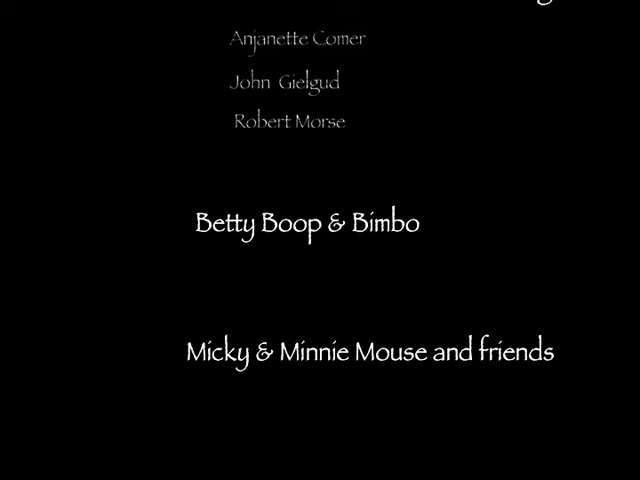 Anjanette Comer
John Gielgud
Robert Morse
Betty Boop & Bimbo
Micky & Minnie Mouse and friends